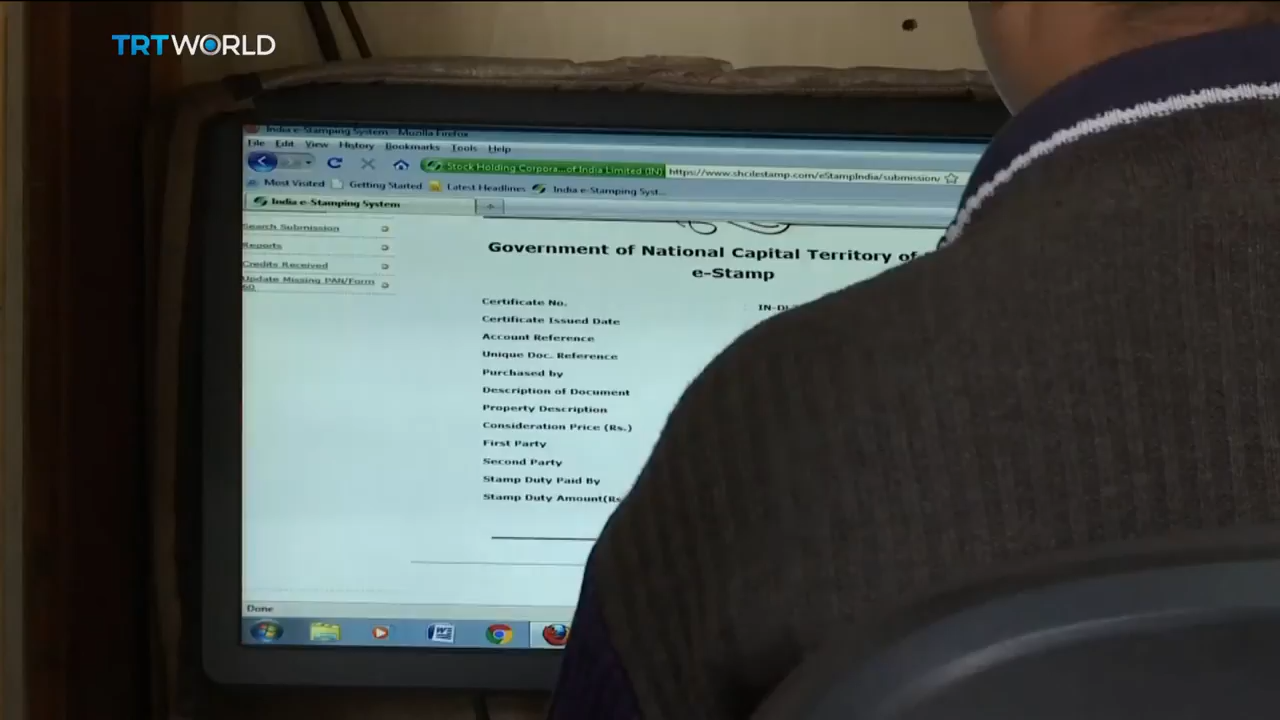 TRT WORLD
India e-Stamping System - Mozilla Firefox
File Edit View History Bookmarks Tools Help
Stock Holding Corpora... of India Limited (IN) https://www.shcilestamp.com/eStampIndia/submission/
Most Visited Getting Started Latest Headlines India e-Stamping Syst...
India e-Stamping System
Search Submission
Reports
Credits Received
Update Missing PAN/Form 60
Government of National Capital Territory of
e-Stamp
Certificate No. : IN-DL
Certificate Issued Date
Account Reference
Unique Doc. Reference
Purchased by
Description of Document
Property Description
Consideration Price (Rs.)
First Party
Second Party
Stamp Duty Paid By
Stamp Duty Amount(Rs
Done